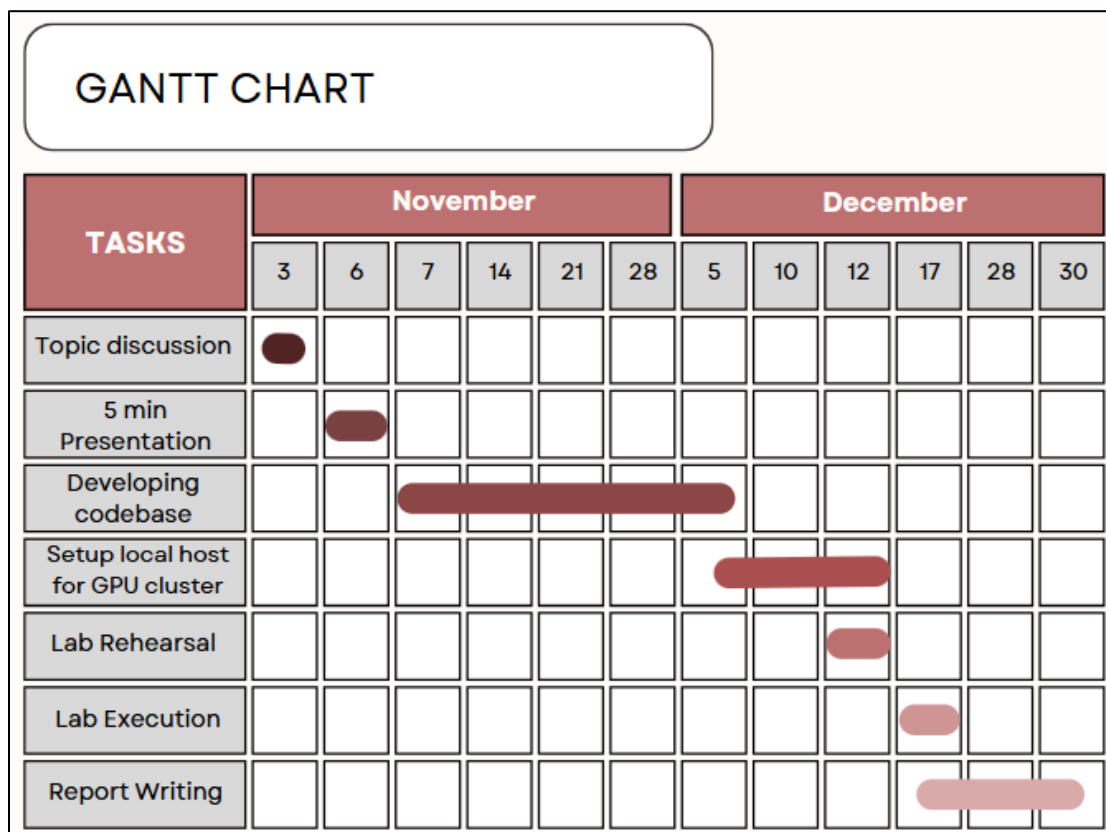 GANTT CHART
TASKS
November
December
3 6 7 14 21 28 5 10 12 17 28 30
Topic discussion
5 min
Presentation
Developing
codebase
Setup local host
for GPU cluster
Lab Rehearsal
Lab Execution
Report Writing